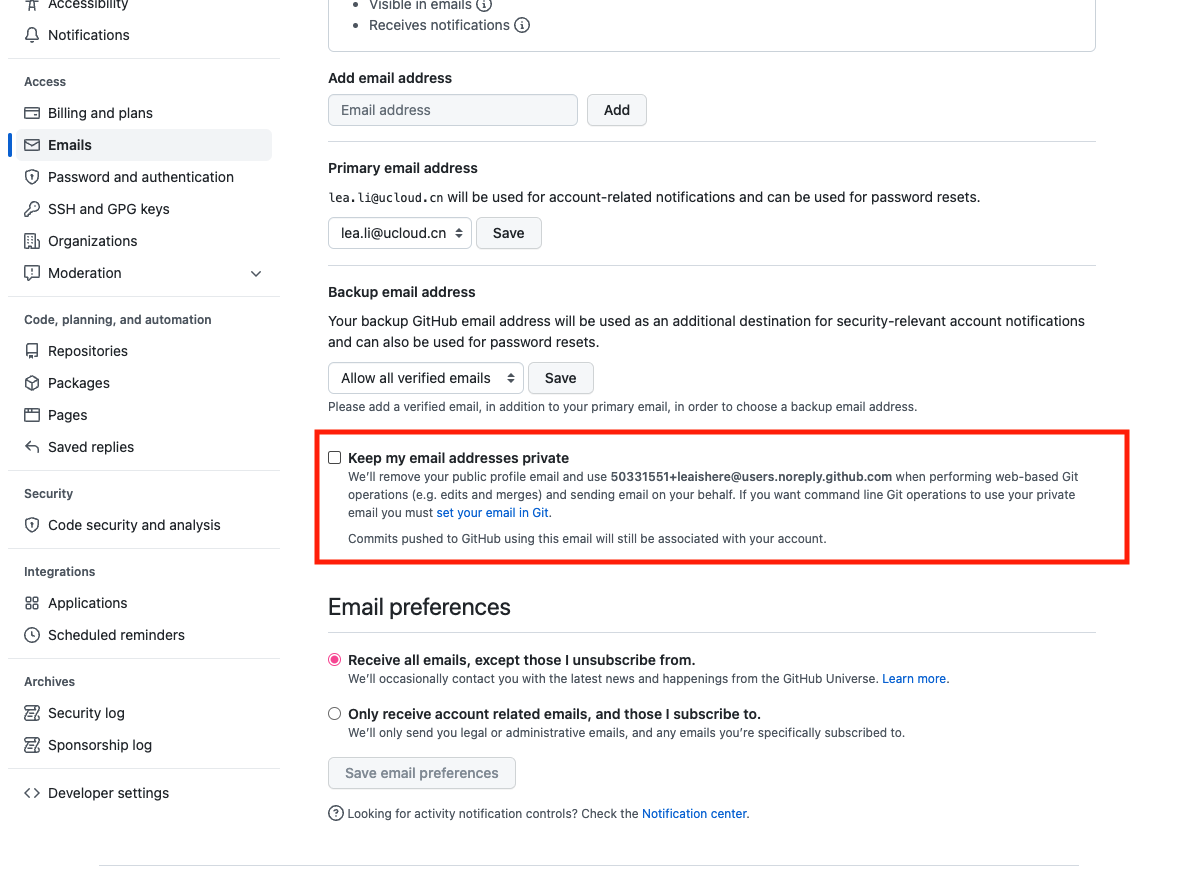 Accessibility
Notifications
Access
Billing and plans
Emails
Password and authentication
SSH and GPG keys
Organizations
Moderation
Code, planning, and automation
Repositories
Packages
Pages
Saved replies
Security
Code security and analysis
Integrations
Applications
Scheduled reminders
Archives
Security log
Sponsorship log
Developer settings
Visible in emails
Receives notifications
Add email address
Email address
Add
Primary email address
lea.li@ucloud.cn will be used for account-related notifications and can be used for password resets.
lea.li@ucloud.cn
Save
Backup email address
Your backup GitHub email address will be used as an additional destination for security-relevant account notifications
and can also be used for password resets.
Allow all verified emails
Save
Please add a verified email, in addition to your primary email, in order to choose a backup email address.
Keep my email addresses private
We’ll remove your public profile email and use 50331551+leaishere@users.noreply.github.com when performing web-based Git
operations (e.g. edits and merges) and sending email on your behalf. If you want command line Git operations to use your private
email you must set your email in Git.
Commits pushed to GitHub using this email will still be associated with your account.
Email preferences
Receive all emails, except those I unsubscribe from.
We’ll occasionally contact you with the latest news and happenings from the GitHub Universe. Learn more.
Only receive account related emails, and those I subscribe to.
We’ll only send you legal or administrative emails, and any emails you’re specifically subscribed to.
Save email preferences
Looking for activity notification controls? Check the Notification center.